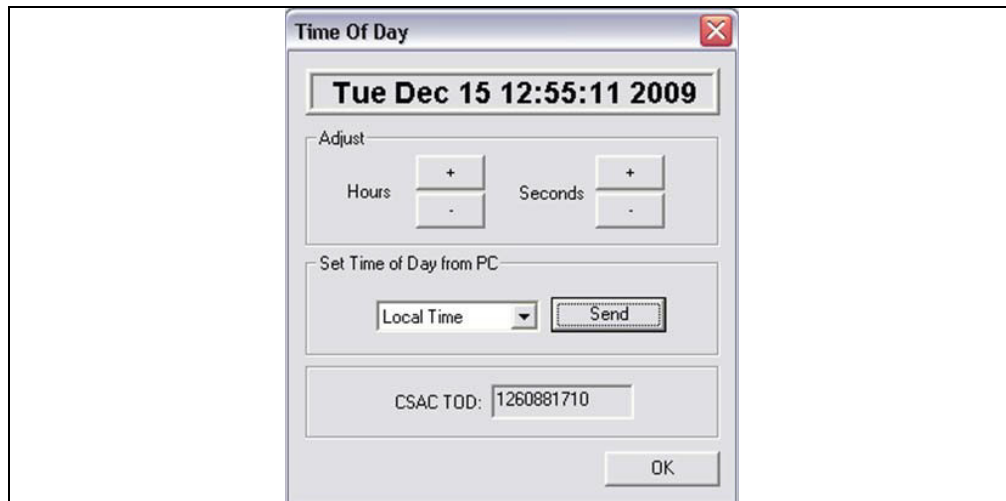 Time Of Day
Tue Dec 15 12:55:11 2009
Adjust
Hours + - Seconds + -
Set Time of Day from PC
Local Time Send
CSAC TOD: 1260881710
OK